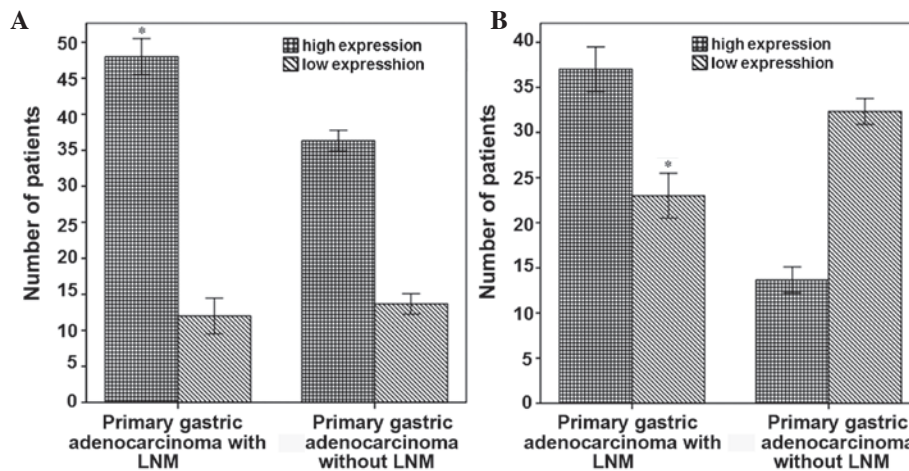 A
B
50
45
40
35
30
25
20
15
10
5
0
Number of patients
*
high expression
low expresshion
Primary gastric
adenocarcinoma with
LNM
Primary gastric
adenocarcinoma
without LNM
40
35
30
25
20
15
10
5
0
Number of patients
*
high expression
low expresshion
Primary gastric
adenocarcinoma with
LNM
Primary gastric
adenocarcinoma
without LNM